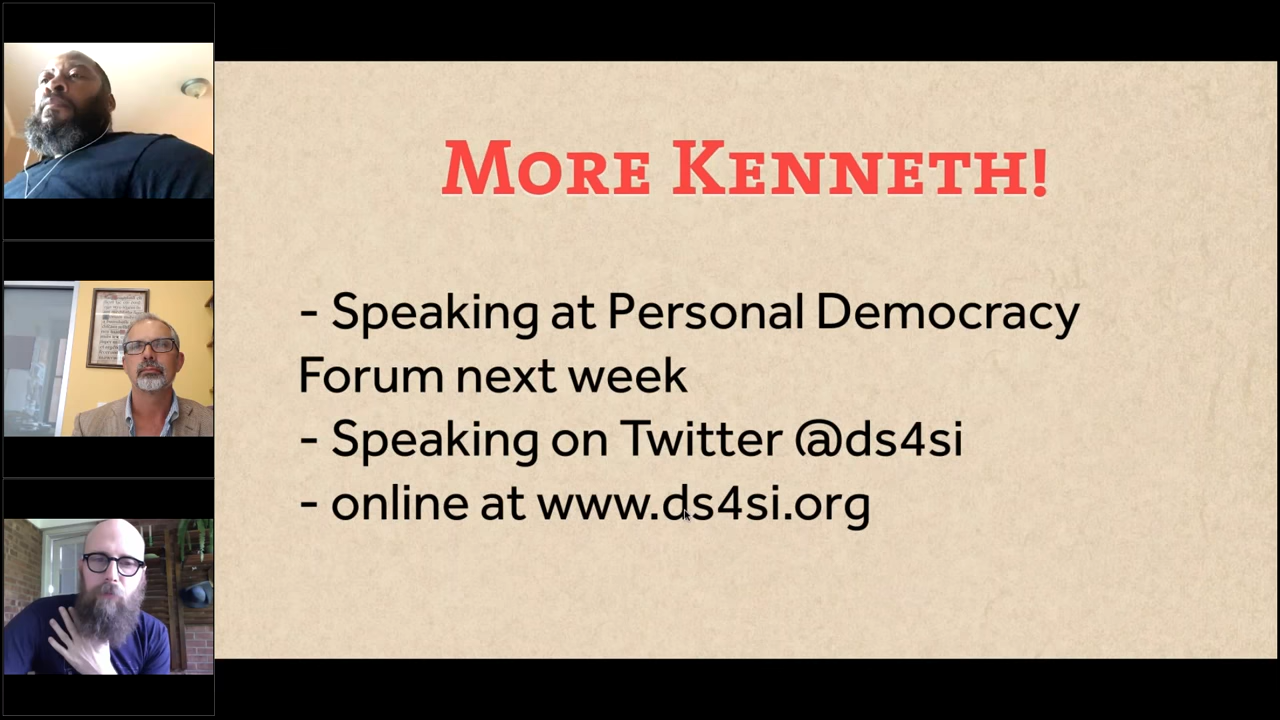 More Kenneth!
- Speaking at Personal Democracy
Forum next week
- Speaking on Twitter @ds4si
- online at www.ds4si.org